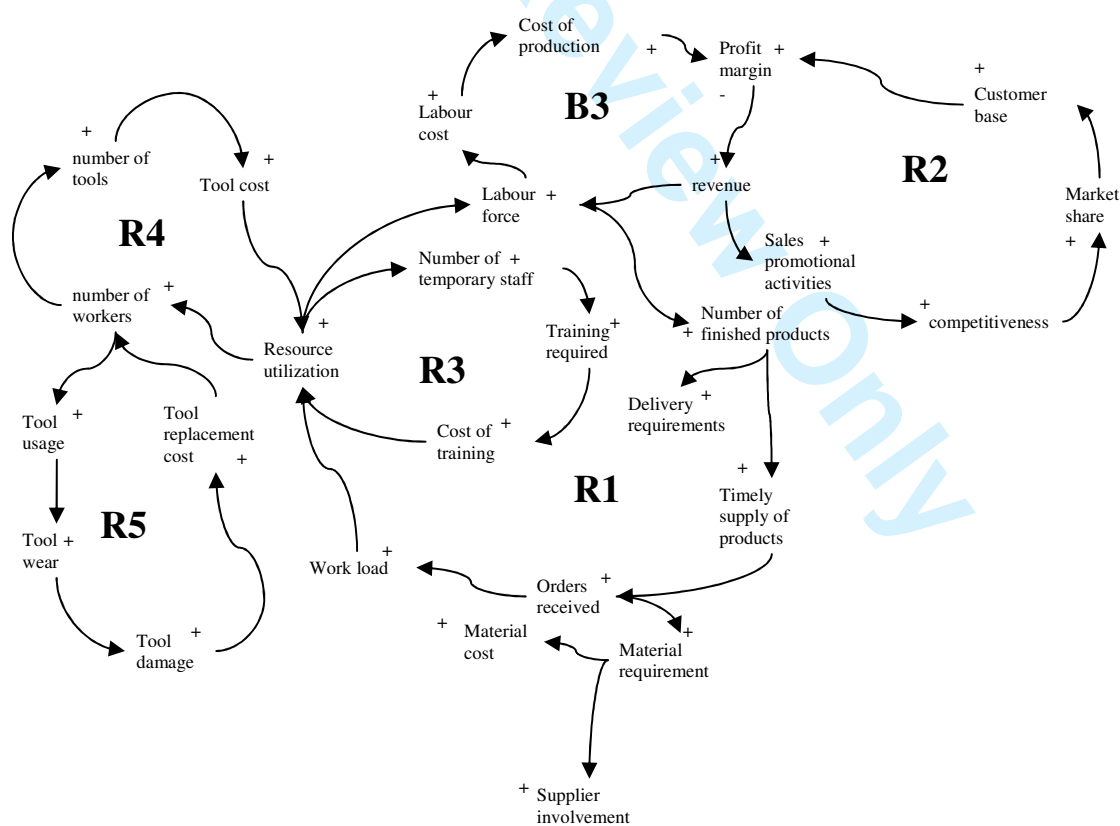 Cost of
production
+
Profit +
margin
-
+
Customer
base
+
Labour
cost
B3
R2
+
number of
tools
+
Tool cost
Labour +
force
+
revenue
Market
share
+
R4
Sales +
promotional
activities
Number of +
temporary staff
+
number of
workers
+
Resource
utilization
Training+
required
Number of
+ finished products
+
competitiveness
R3
Tool +
usage
Tool
replacement
cost
+
Delivery +
requirements
Cost of +
training
R1
+
Timely
supply of
products
R5
Tool +
wear
+
Work load
Orders +
received
+ Material
cost
+
Material
requirement
Tool +
damage
+ Supplier
involvement
eview Only